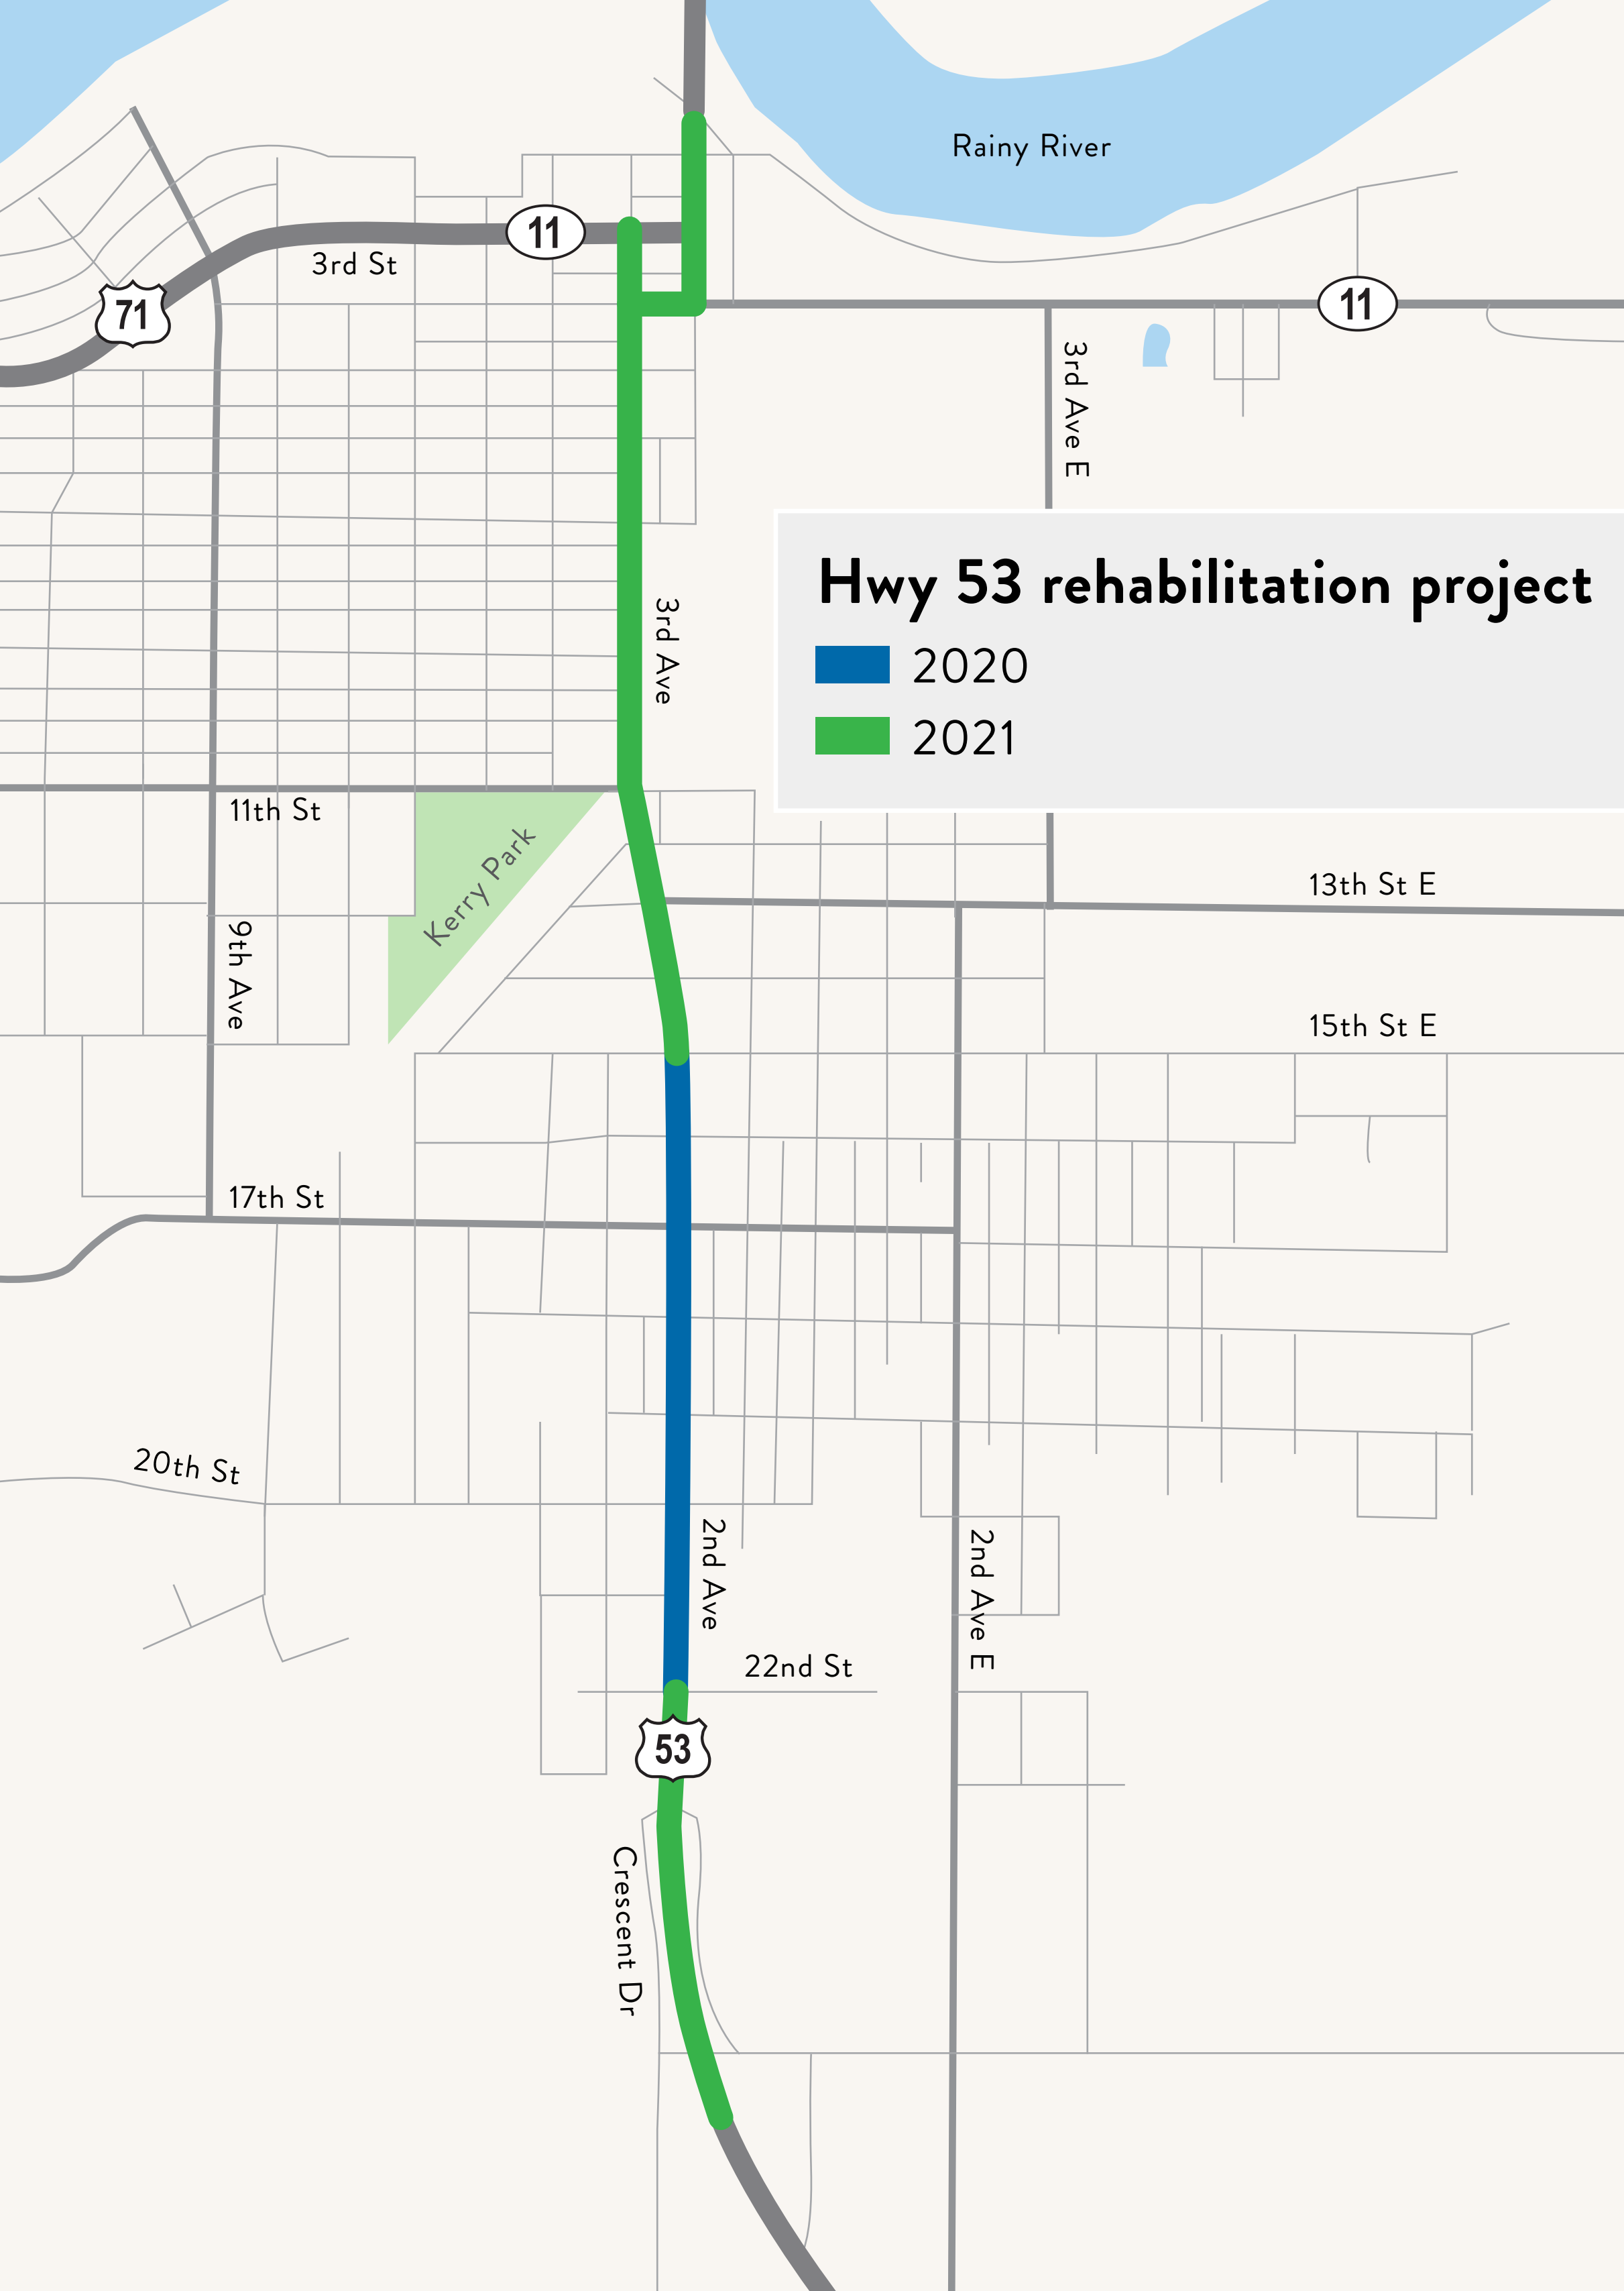 Rainy River
11
3rd St
71
11
3rd Ave E
Hwy 53 rehabilitation project
2020
2021
3rd Ave
11th St
Kerry Park
13th St E
9th Ave
15th St E
17th St
20th St
2nd Ave
2nd Ave E
22nd St
53
Crescent Dr